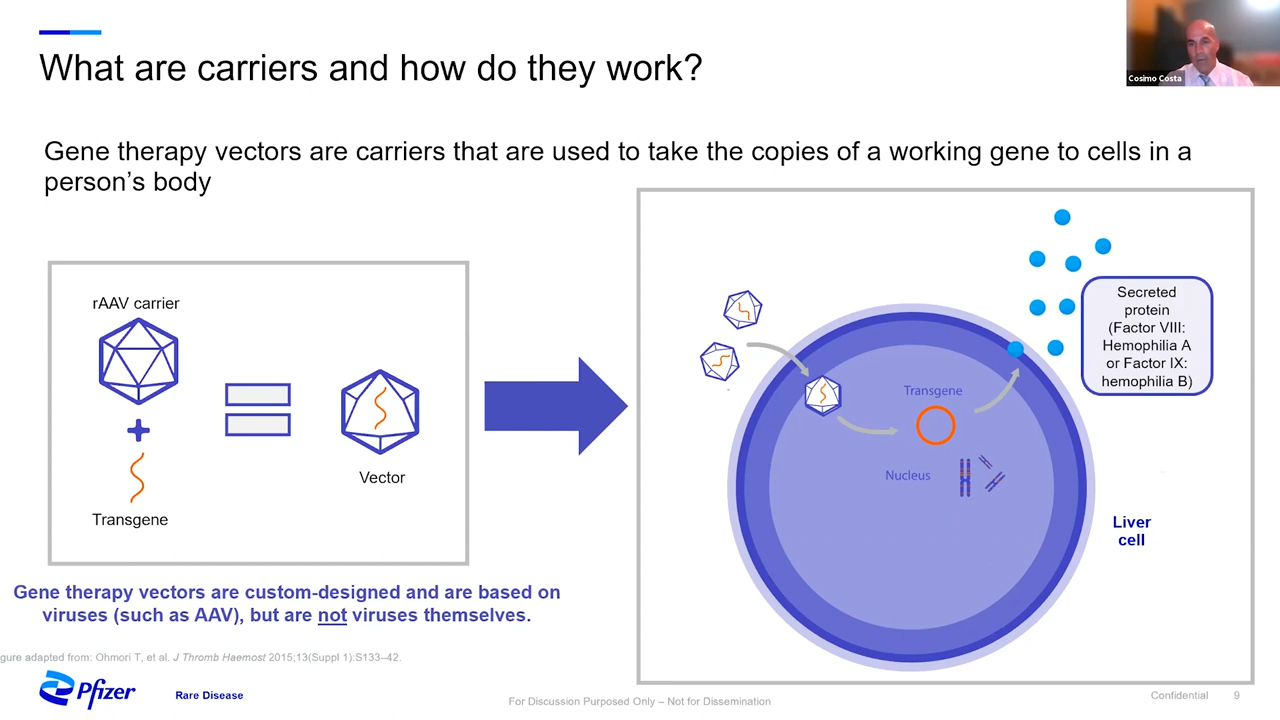 What are carriers and how do they work?
Cosimo Costa
Gene therapy vectors are carriers that are used to take the copies of a working gene to cells in a
person’s body
rAAV carrier
Transgene
Vector
Gene therapy vectors are custom-designed and are based on
viruses (such as AAV), but are not viruses themselves.
Secreted
protein
(Factor VIII:
Hemophilia A
or Factor IX:
hemophilia B)
Transgene
Nucleus
Liver
cell
gure adapted from: Ohmori T, et al. J Thromb Haemost 2015;13(Suppl 1):S133–42.
Pfizer
Rare Disease
For Discussion Purposed Only – Not for Dissemination
Confidential 9